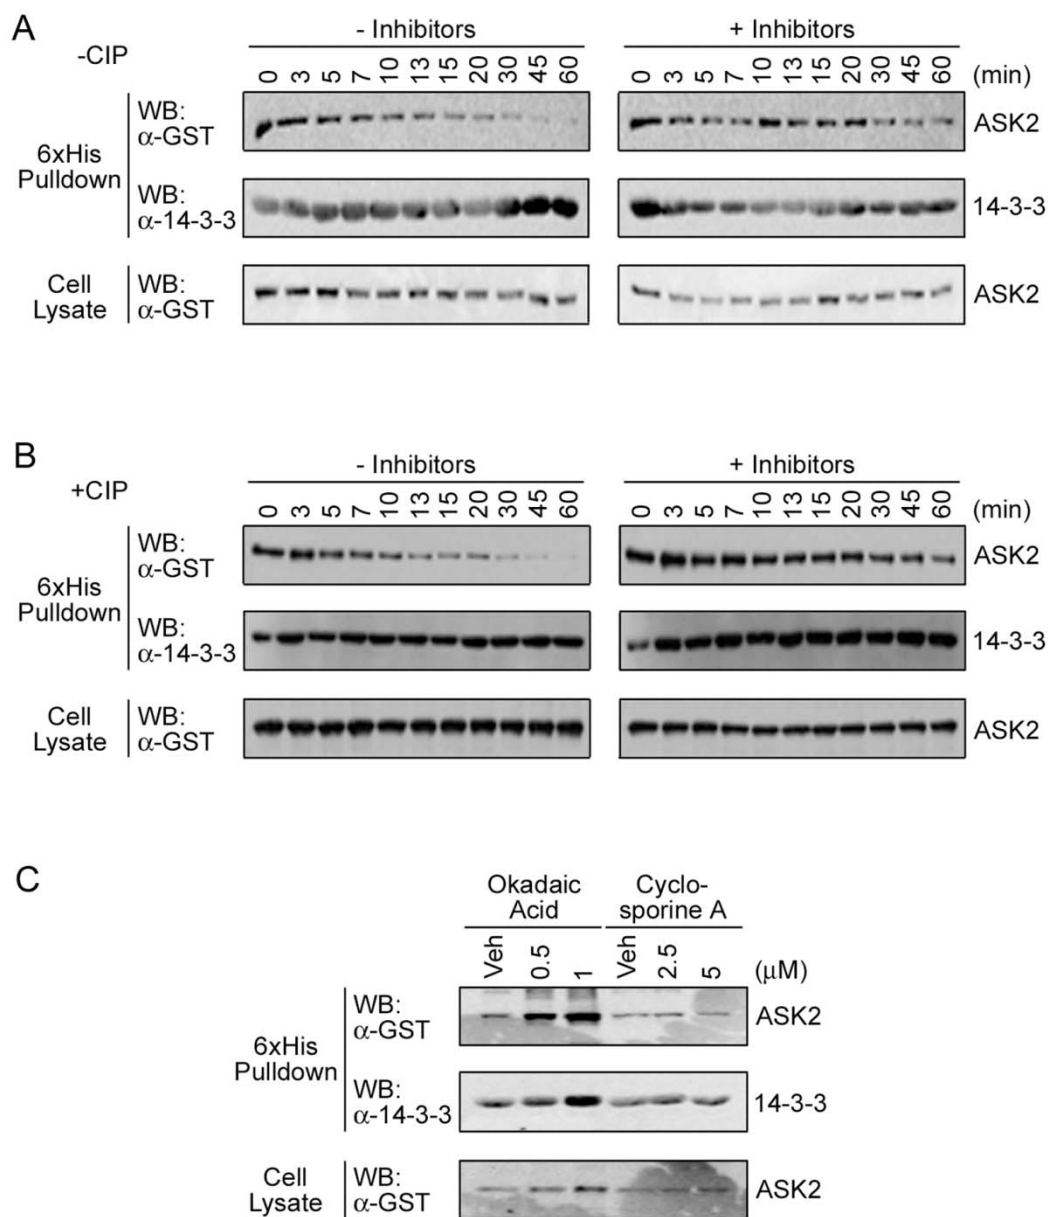 A
-CIP
- Inhibitors
+ Inhibitors
0 3 5 7 10 13 15 20 30 45 60
0 3 5 7 10 13 15 20 30 45 60
(min)
6xHis
Pulldown
WB:
α-GST
ASK2
WB:
α-14-3-3
14-3-3
Cell
Lysate
WB:
α-GST
ASK2
B
+CIP
- Inhibitors
+ Inhibitors
0 3 5 7 10 13 15 20 30 45 60
0 3 5 7 10 13 15 20 30 45 60
(min)
6xHis
Pulldown
WB:
α-GST
ASK2
WB:
α-14-3-3
14-3-3
Cell
Lysate
WB:
α-GST
ASK2
C
Okadaic
Acid
Cyclo-
sporine A
Veh 0.5 1
Veh 2.5 5
(μM)
6xHis
Pulldown
WB:
α-GST
ASK2
WB:
α-14-3-3
14-3-3
Cell
Lysate
WB:
α-GST
ASK2